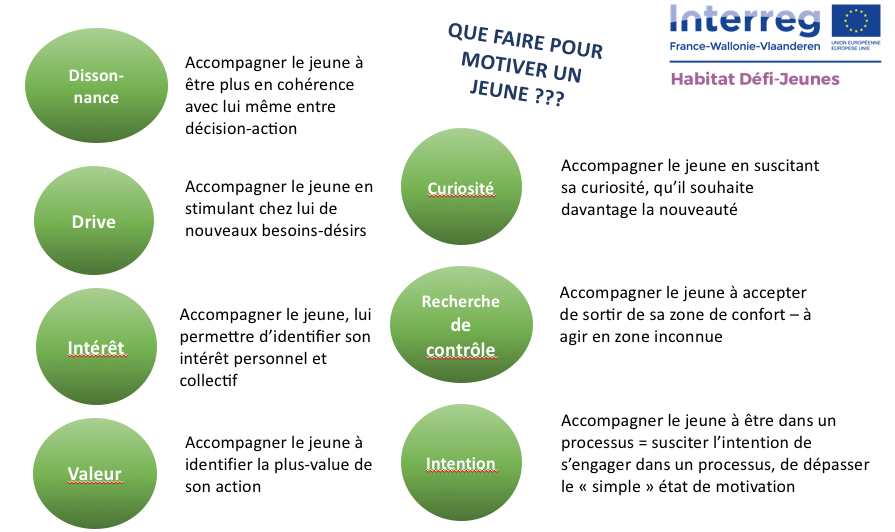 QUE FAIRE POUR
MOTIVER UN
JEUNE ???
Interreg
France-Wallonie-Vlaanderen
UNION EUROPÉENNE
EUROPESE UNIE
Habitat Défi-Jeunes
Disson-
nance
Accompagner le jeune à
être plus en cohérence
avec lui même entre
décision-action
Drive
Accompagner le jeune en
stimulant chez lui de
nouveaux besoins-désirs
Intérêt
Accompagner le jeune, lui
permettre d’identifier son
intérêt personnel et
collectif
Valeur
Accompagner le jeune à
identifier la plus-value de
son action
Curiosité
Accompagner le jeune en suscitant
sa curiosité, qu’il souhaite
davantage la nouveauté
Recherche
de
contrôle
Accompagner le jeune à accepter
de sortir de sa zone de confort – à
agir en zone inconnue
Intention
Accompagner le jeune à être dans un
processus = susciter l’intention de
s’engager dans un processus, de dépasser
le « simple » état de motivation